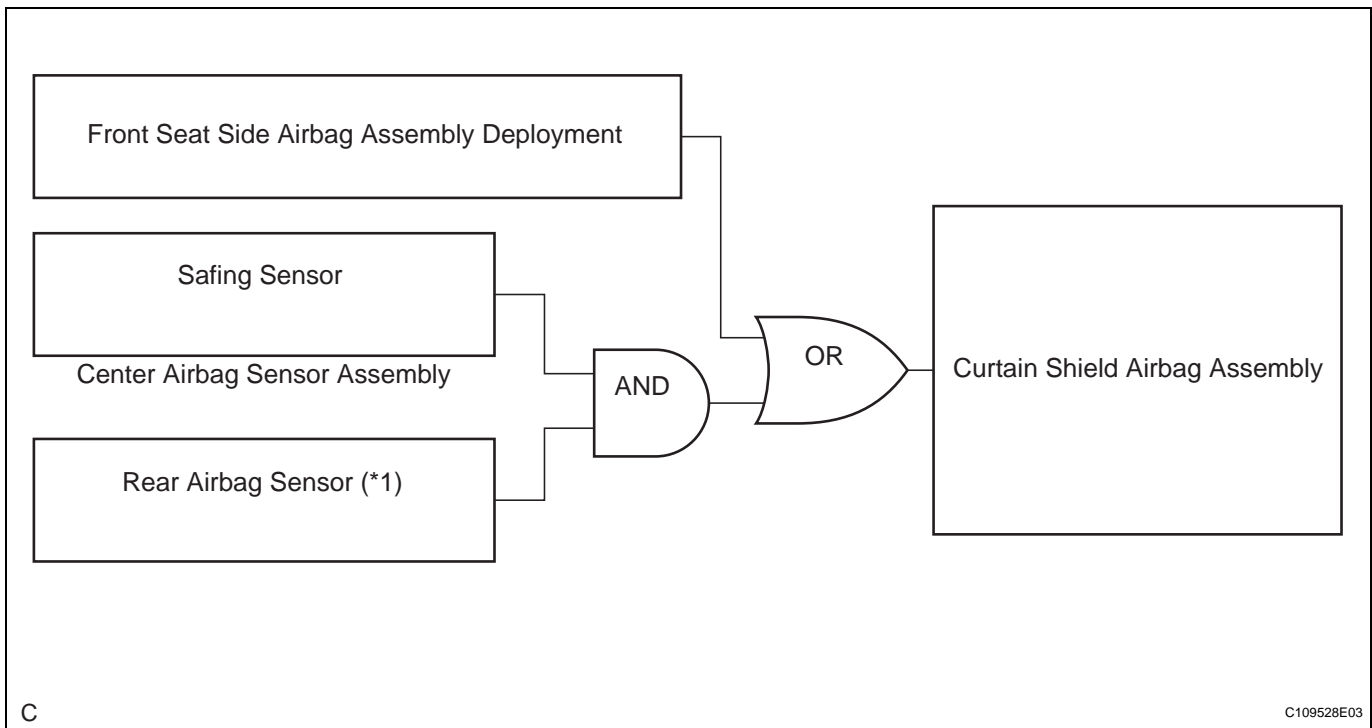 Front Seat Side Airbag Assembly Deployment
Safing Sensor
Center Airbag Sensor Assembly
Rear Airbag Sensor (*1)
AND
OR
Curtain Shield Airbag Assembly
C
C109528E03